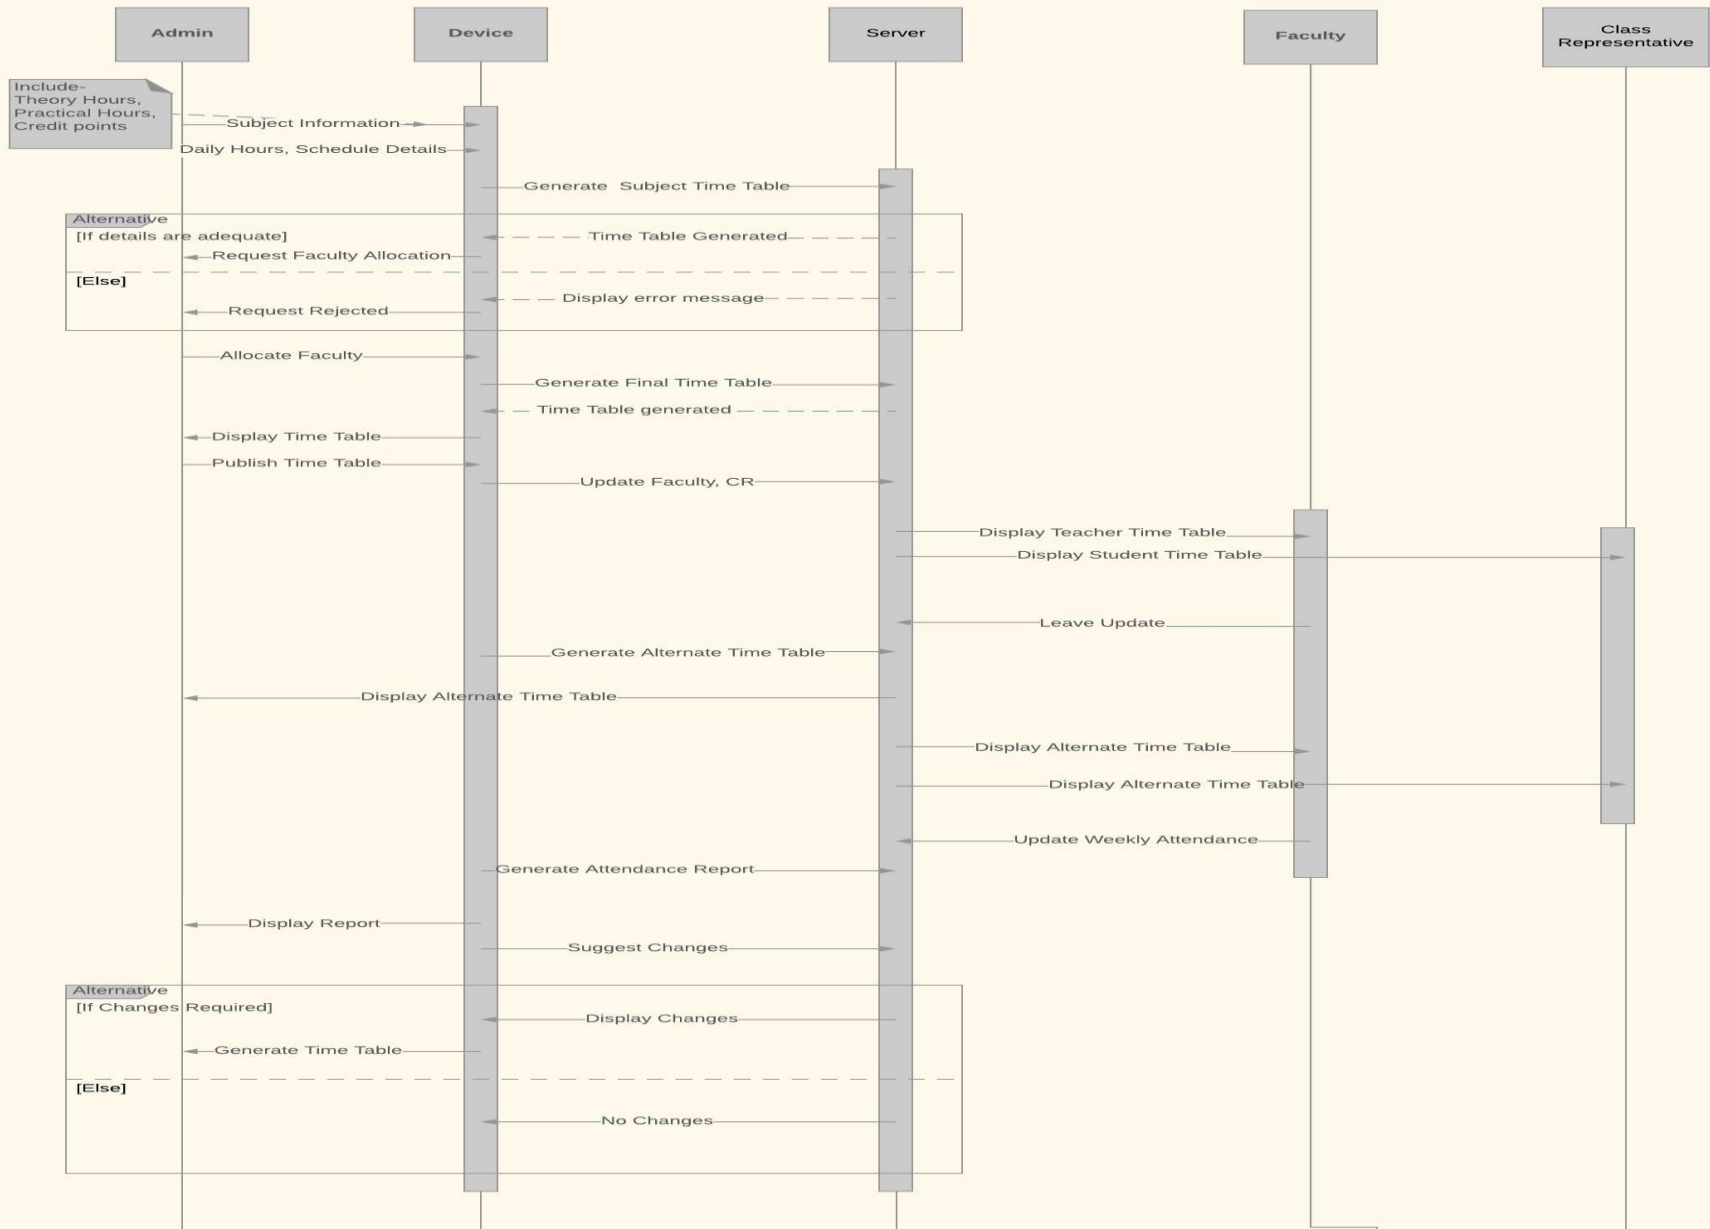 Admin
Device
Server
Faculty
Class
Representative
Include-
Theory Hours,
Practical Hours,
Credit points
Subject Information
Daily Hours, Schedule Details
Generate  Subject Time Table
Alternative
[If details are adequate]
Time Table Generated
Request Faculty Allocation
[Else]
Display error message
Request Rejected
Allocate Faculty
Generate Final Time Table
Time Table generated
Display Time Table
Publish Time Table
Update Faculty, CR
Display Teacher Time Table
Display Student Time Table
Leave Update
Generate Alternate Time Table
Display Alternate Time Table
Display Alternate Time Table
Display Alternate Time Table
Update Weekly Attendance
Generate Attendance Report
Display Report
Suggest Changes
Alternative
[If Changes Required]
Display Changes
Generate Time Table
[Else]
No Changes